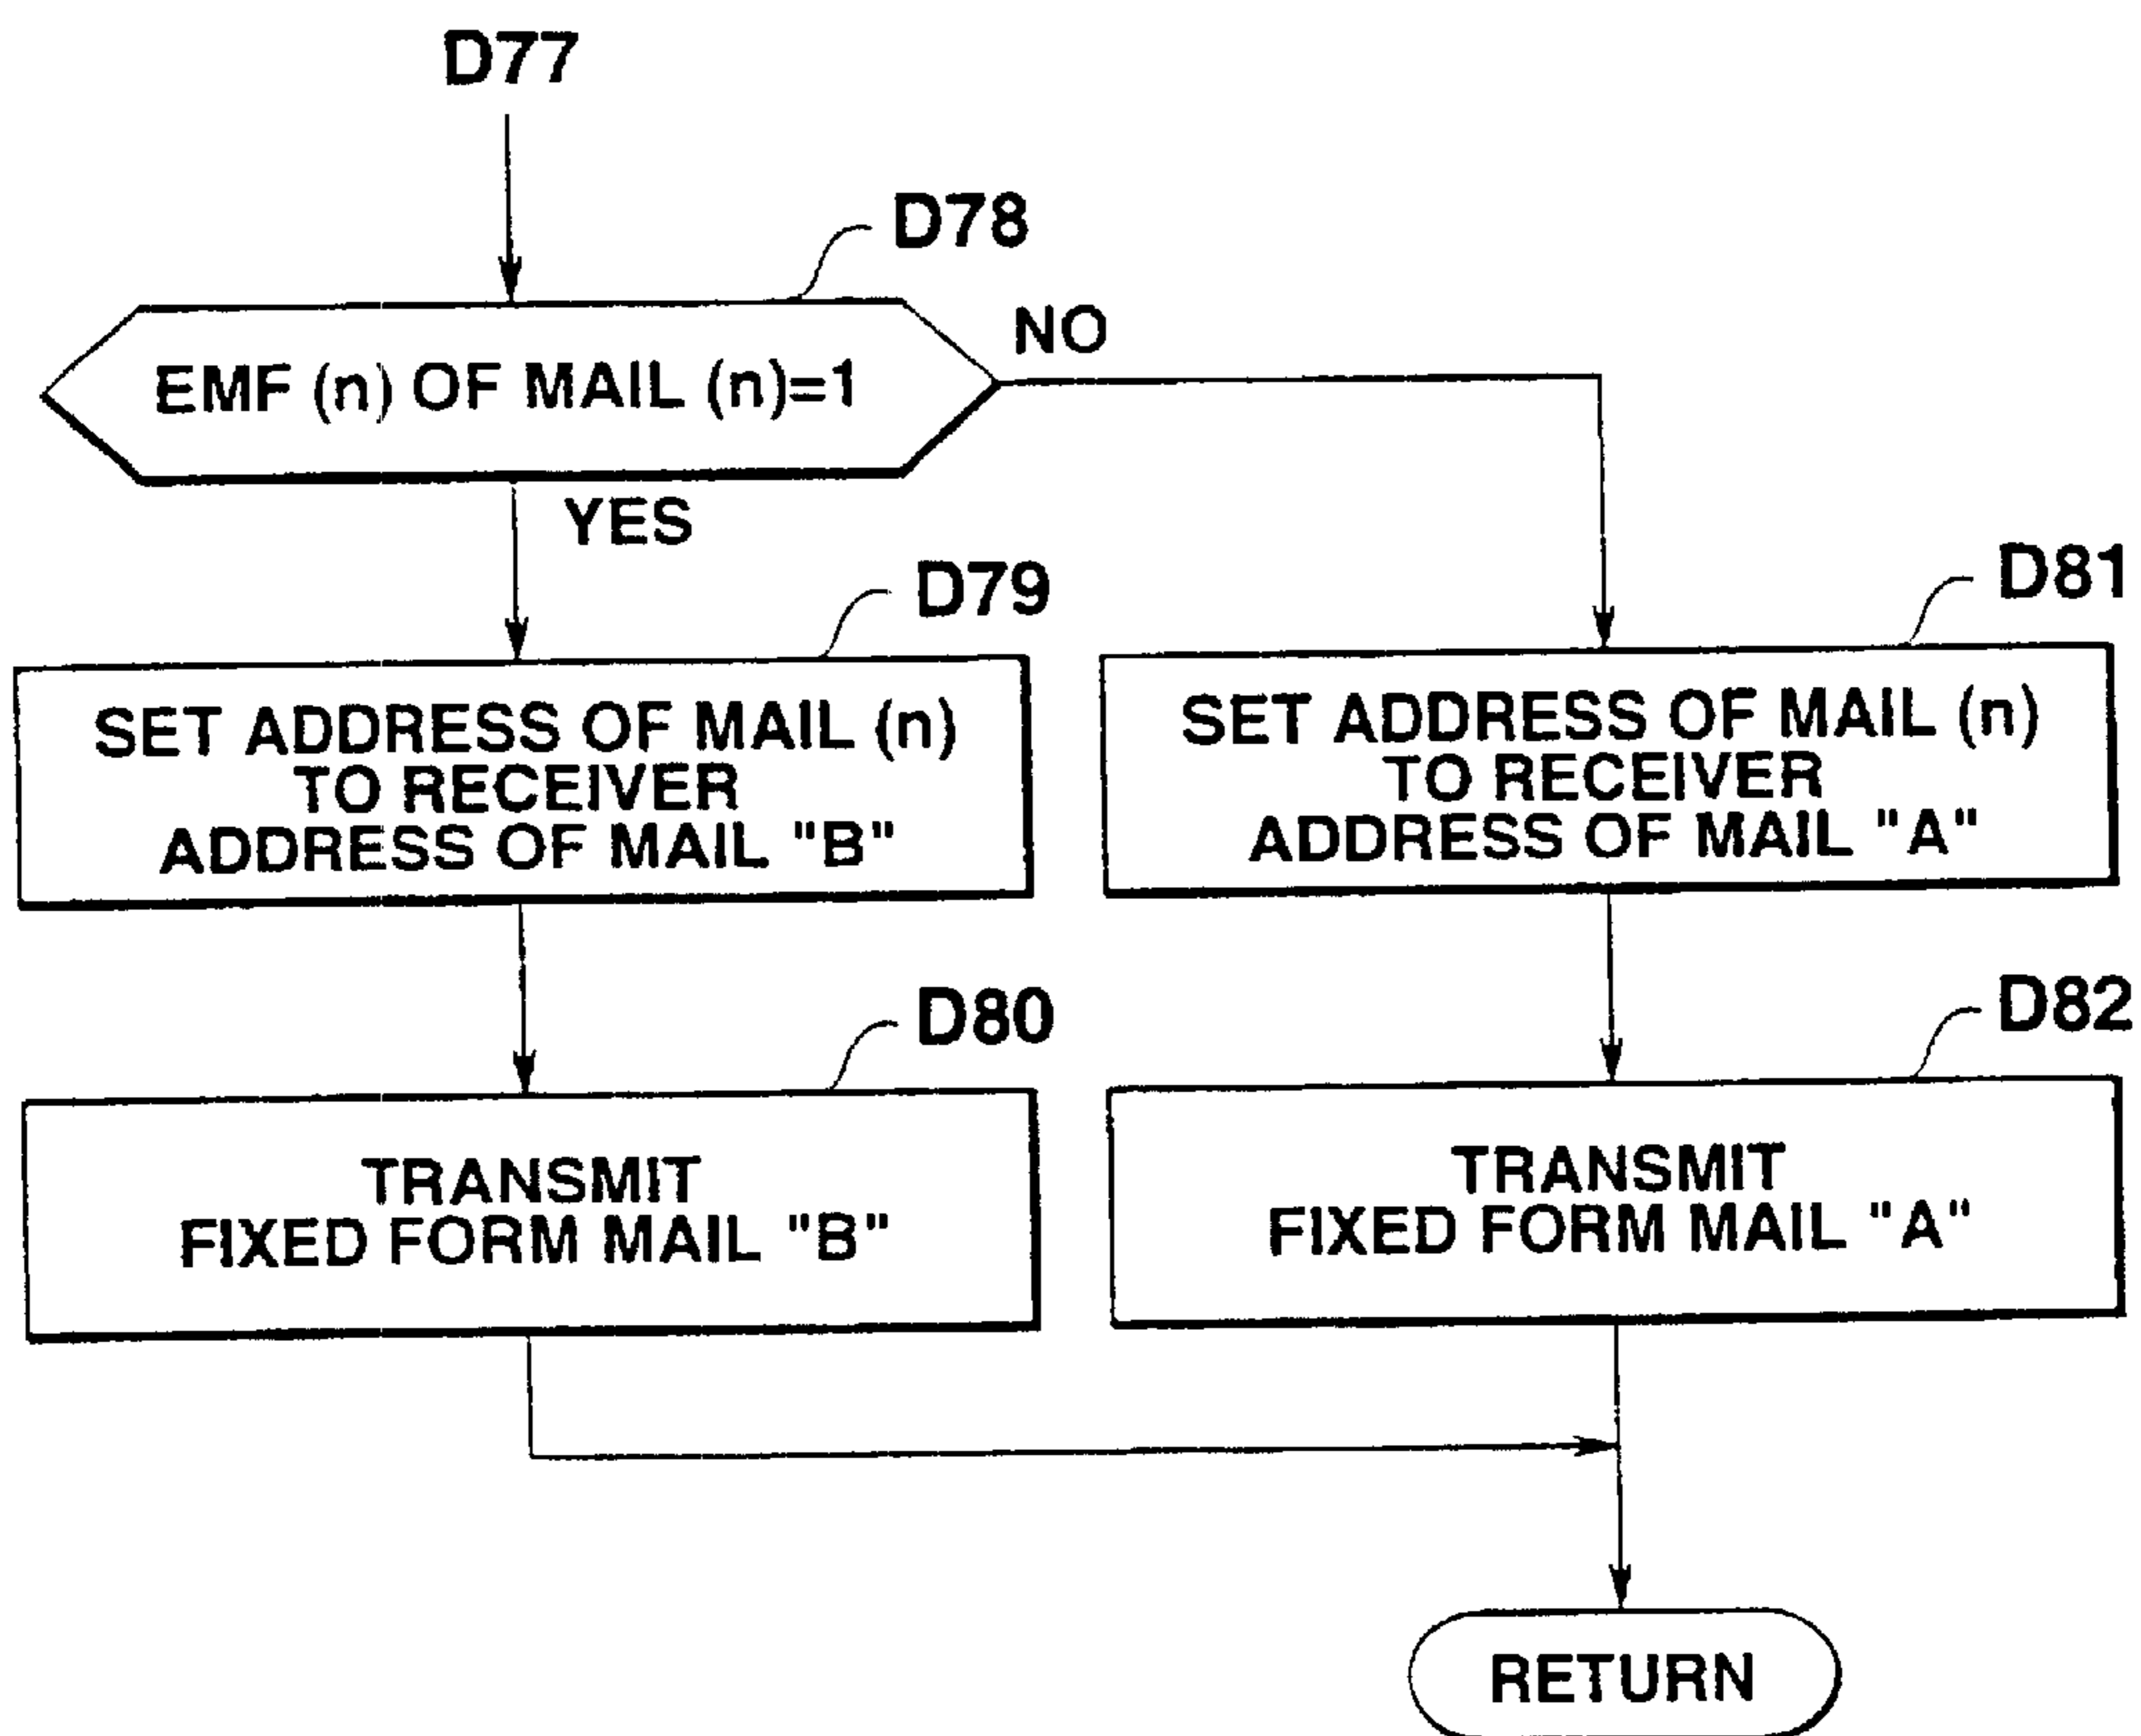 D77
D78
EMF (n) OF MAIL (n)=1
NO
YES
D79
SET ADDRESS OF MAIL (n)
TO RECEIVER
ADDRESS OF MAIL "B"
D81
SET ADDRESS OF MAIL (n)
TO RECEIVER
ADDRESS OF MAIL "A"
D80
TRANSMIT
FIXED FORM MAIL "B"
D82
TRANSMIT
FIXED FORM MAIL "A"
RETURN